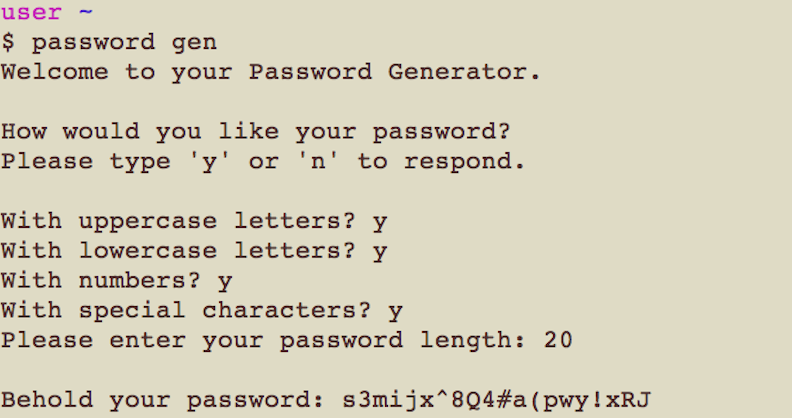 user ~
$ password gen
Welcome to your Password Generator.
How would you like your password?
Please type 'y' or 'n' to respond.
With uppercase letters? y
With lowercase letters? y
With numbers? y
With special characters? y
Please enter your password length: 20
Behold your password: s3mijx^8Q4#a(pwy!xRJ